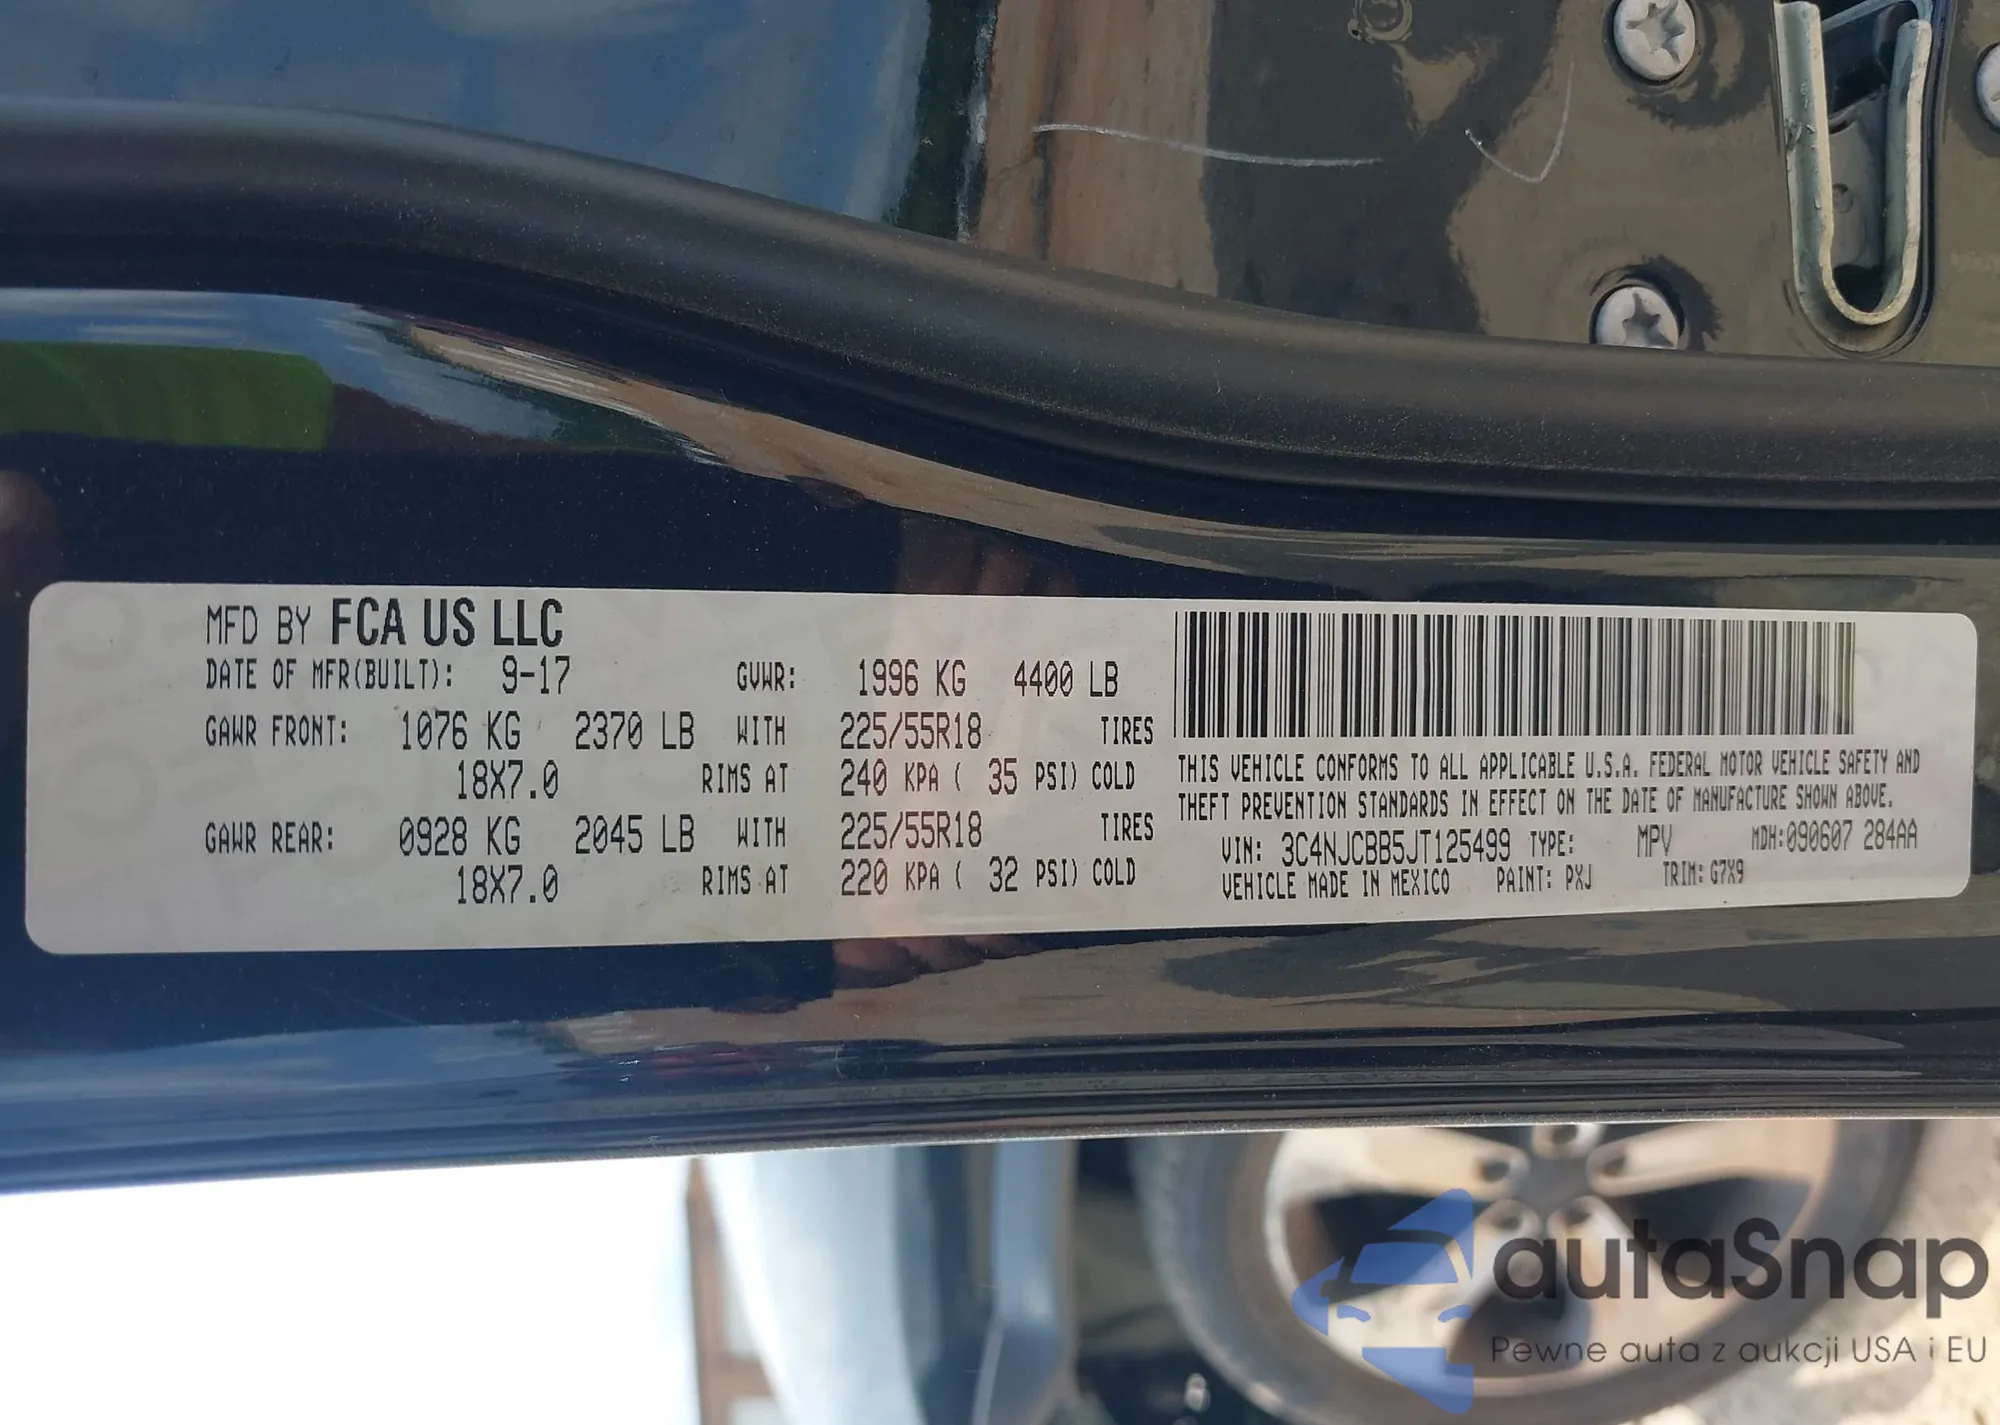 MFD BY FCA US LLC
DATE OF MFR(BUILT): 9-17 GVWR: 1996 KG 4400 LB
GAWR FRONT: 1076 KG 2370 LB WITH 225/55R18 TIRES
18X7.0 RIMS AT 240 KPA ( 35 PSI) COLD
GAWR REAR: 0928 KG 2045 LB WITH 225/55R18 TIRES
18X7.0 RIMS AT 220 KPA ( 32 PSI) COLD
THIS VEHICLE CONFORMS TO ALL APPLICABLE U.S.A. FEDERAL MOTOR VEHICLE SAFETY AND
THEFT PREVENTION STANDARDS IN EFFECT ON THE DATE OF MANUFACTURE SHOWN ABOVE.
VIN: 3C4NJCBB5JT125499 TYPE: MPV MDH:090607 284AA
VEHICLE MADE IN MEXICO PAINT: PXJ TRIM: G7X9
autaSnap
Pewne auta z aukcji USA i EU